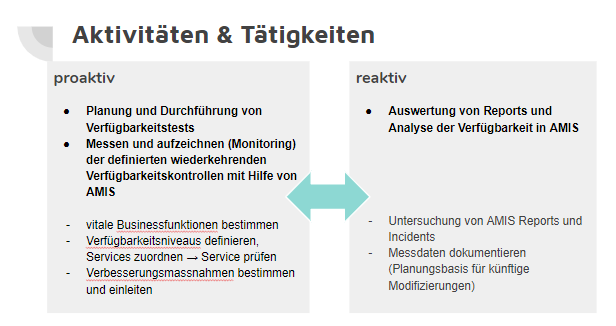 Aktivitäten & Tätigkeiten
proaktiv
● Planung und Durchführung von
Verfügbarkeitstests
● Messen und aufzeichnen (Monitoring)
der definierten wiederkehrenden
Verfügbarkeitskontrollen mit Hilfe von
AMIS
- vitale Businessfunktionen bestimmen
- Verfügbarkeitsniveaus definieren,
Services zuordnen → Service prüfen
- Verbesserungsmassnahmen bestimmen
und einleiten
reaktiv
● Auswertung von Reports und
Analyse der Verfügbarkeit in AMIS
- Untersuchung von AMIS Reports und
Incidents
- Messdaten dokumentieren
(Planungsbasis für künftige
Modifizierungen)